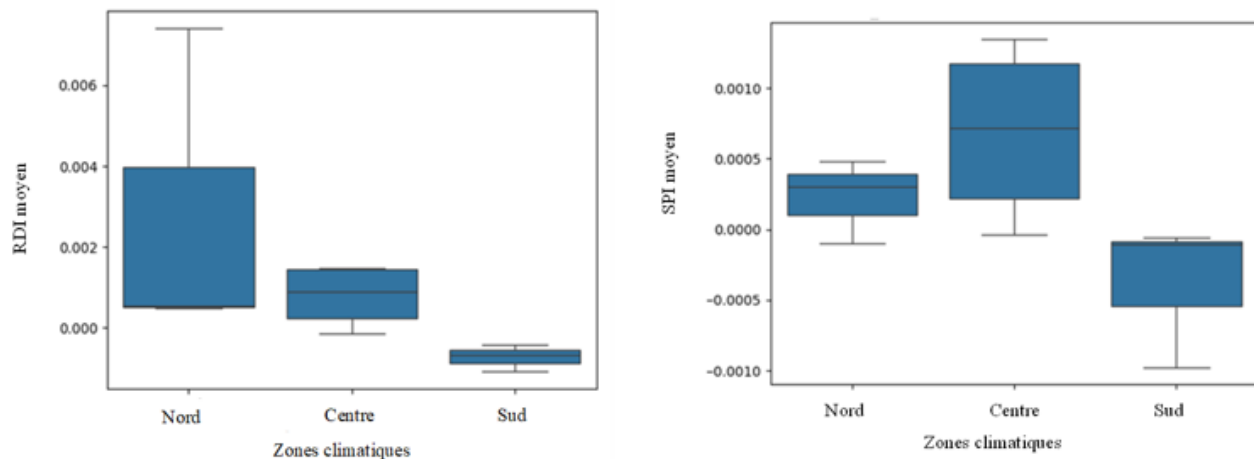 RDI moyen
0.006
0.004
0.002
0.000
Nord Centre Sud
Zones climatiques
SPI moyen
0.0010
0.0005
0.0000
−0.0005
−0.0010
Nord Centre Sud
Zones climatiques